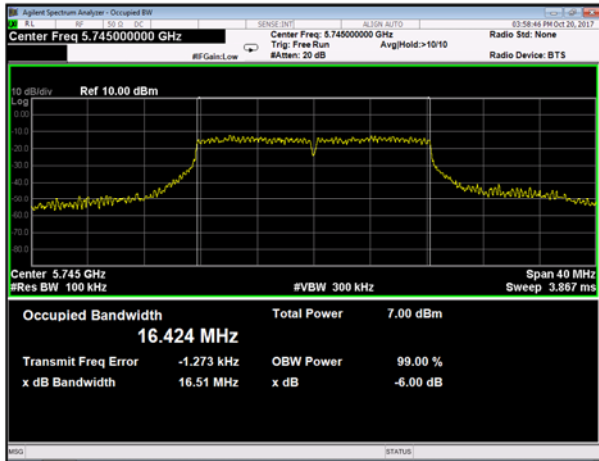 Agilent Spectrum Analyzer - Occupied BW
RL RF 50 Ω DC SENSE:INT ALIGN AUTO 03:58:46 PM Oct 20, 2017
Center Freq 5.745000000 GHz Center Freq: 5.745000000 GHz Radio Std: None
Trig: Free Run Avg|Hold:>10/10
#IFGain:Low #Atten: 20 dB Radio Device: BTS
10 dB/div Ref 10.00 dBm
Log
0.00
-10.0
-20.0
-30.0
-40.0
-50.0
-60.0
-70.0
-80.0
Center 5.745 GHz Span 40 MHz
#Res BW 100 kHz #VBW 300 kHz Sweep 3.867 ms
Occupied Bandwidth Total Power 7.00 dBm
16.424 MHz
Transmit Freq Error -1.273 kHz OBW Power 99.00 %
x dB Bandwidth 16.51 MHz x dB -6.00 dB
MSG STATUS